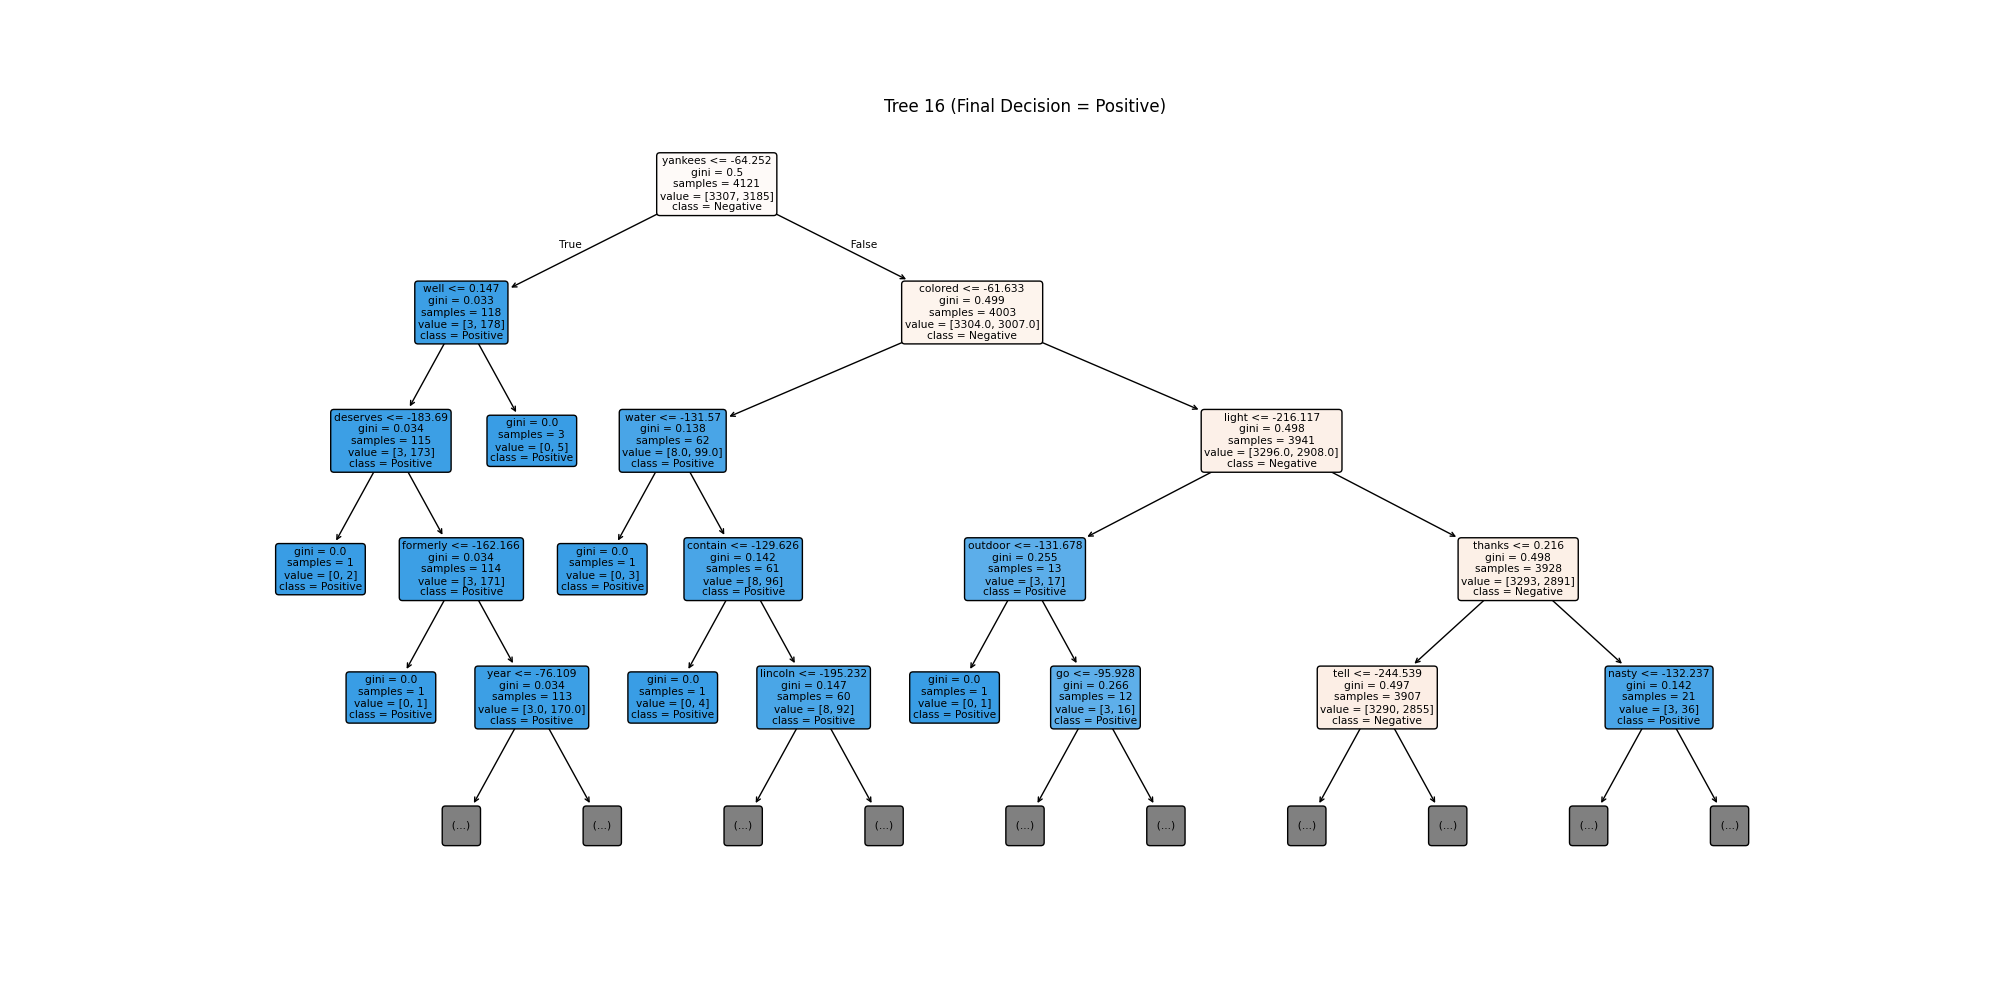 Tree 16 (Final Decision = Positive)
yankees <= -64.252
gini = 0.5
samples = 4121
value = [3307, 3185]
class = Negative
True
False
well <= 0.147
gini = 0.033
samples = 118
value = [3, 178]
class = Positive
colored <= -61.633
gini = 0.499
samples = 4003
value = [3304.0, 3007.0]
class = Negative
deserves <= -183.69
gini = 0.034
samples = 115
value = [3, 173]
class = Positive
gini = 0.0
samples = 3
value = [0, 5]
class = Positive
water <= -131.57
gini = 0.138
samples = 62
value = [8.0, 99.0]
class = Positive
light <= -216.117
gini = 0.498
samples = 3941
value = [3296.0, 2908.0]
class = Negative
gini = 0.0
samples = 1
value = [0, 2]
class = Positive
formerly <= -162.166
gini = 0.034
samples = 114
value = [3, 171]
class = Positive
gini = 0.0
samples = 1
value = [0, 3]
class = Positive
contain <= -129.626
gini = 0.142
samples = 61
value = [8, 96]
class = Positive
outdoor <= -131.678
gini = 0.255
samples = 13
value = [3, 17]
class = Positive
thanks <= 0.216
gini = 0.498
samples = 3928
value = [3293, 2891]
class = Negative
gini = 0.0
samples = 1
value = [0, 1]
class = Positive
year <= -76.109
gini = 0.034
samples = 113
value = [3.0, 170.0]
class = Positive
gini = 0.0
samples = 1
value = [0, 4]
class = Positive
lincoln <= -195.232
gini = 0.147
samples = 60
value = [8, 92]
class = Positive
gini = 0.0
samples = 1
value = [0, 1]
class = Positive
go <= -95.928
gini = 0.266
samples = 12
value = [3, 16]
class = Positive
tell <= -244.539
gini = 0.497
samples = 3907
value = [3290, 2855]
class = Negative
nasty <= -132.237
gini = 0.142
samples = 21
value = [3, 36]
class = Positive
(...)
(...)
(...)
(...)
(...)
(...)
(...)
(...)
(...)
(...)